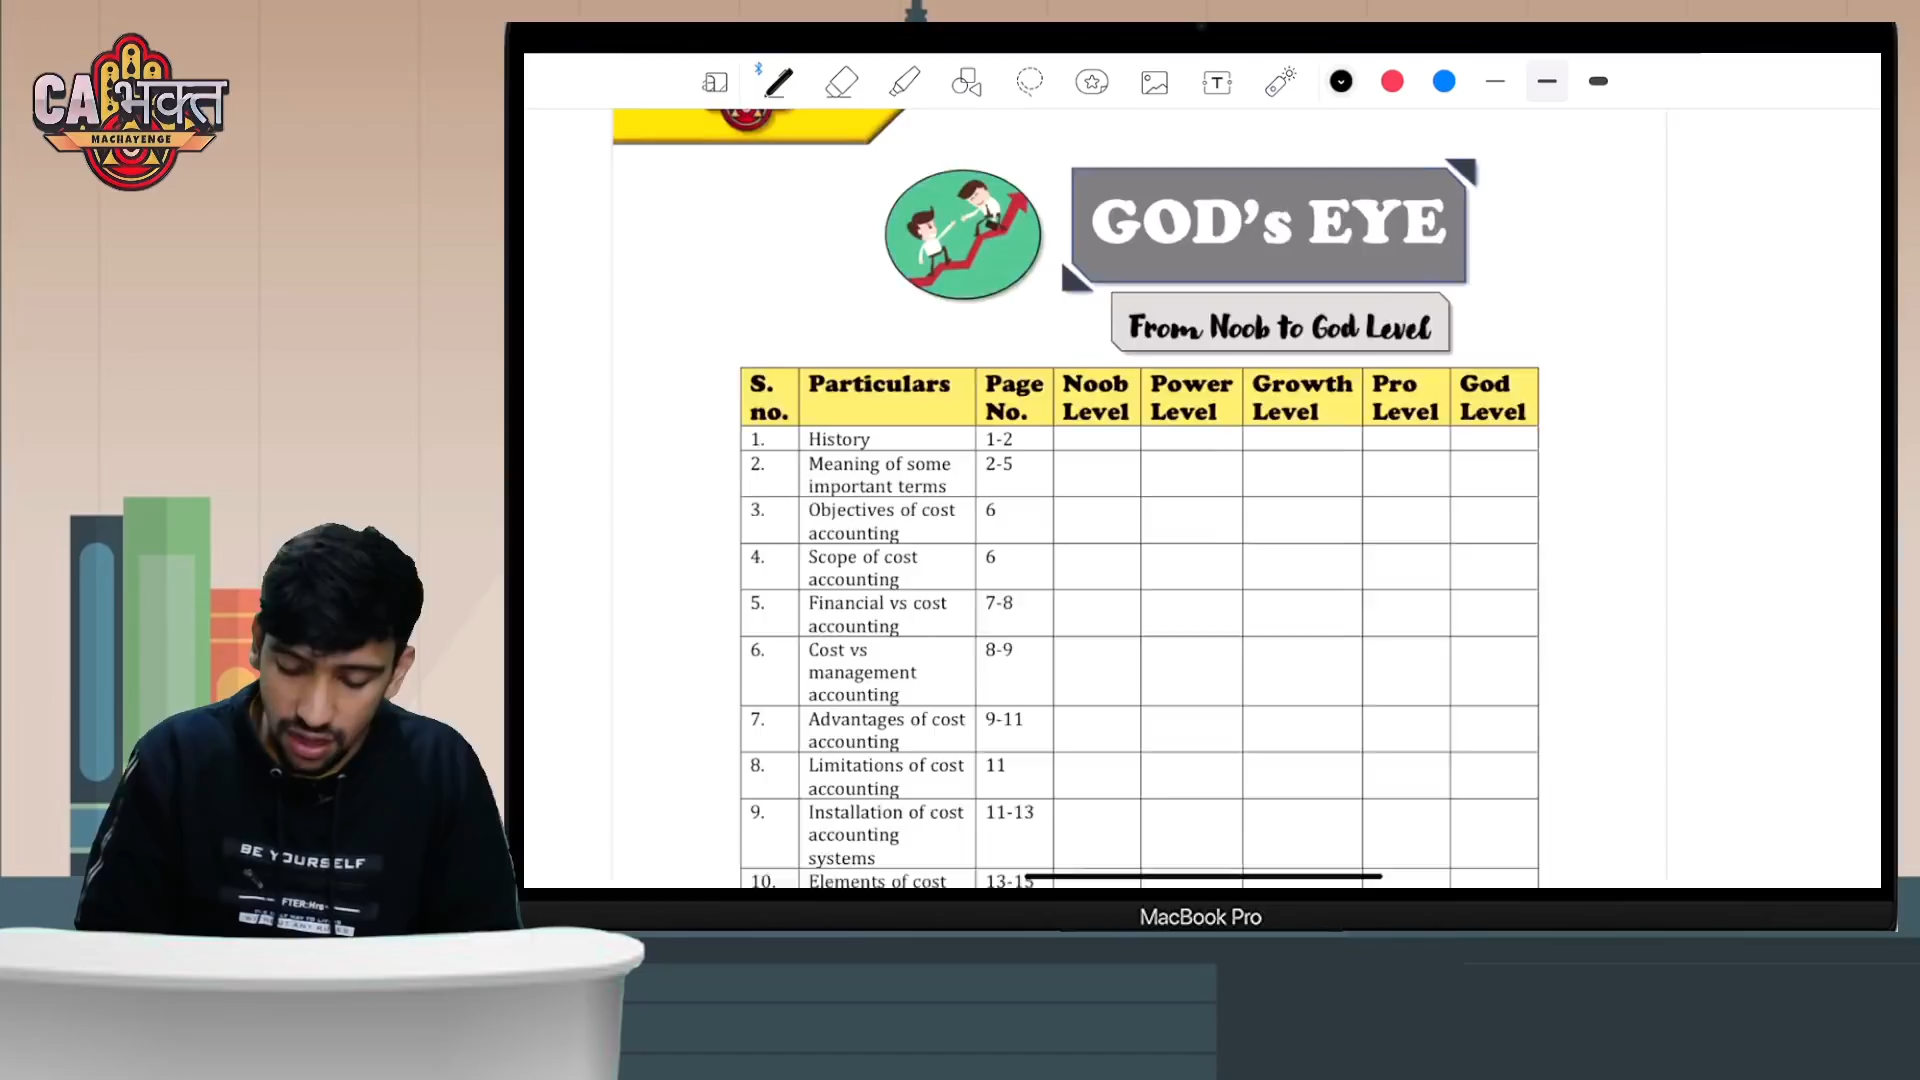 CA भक्त
MACHAYENGE
GOD's EYE
From Noob to God Level
S. no. Particulars Page No. Noob Level Power Level Growth Level Pro Level God Level
1. History 1-2
2. Meaning of some important terms 2-5
3. Objectives of cost accounting 6
4. Scope of cost accounting 6
5. Financial vs cost accounting 7-8
6. Cost vs management accounting 8-9
7. Advantages of cost accounting 9-11
8. Limitations of cost accounting 11
9. Installation of cost accounting systems 11-13
10. Elements of cost 13-15
BE YOURSELF
MacBook Pro